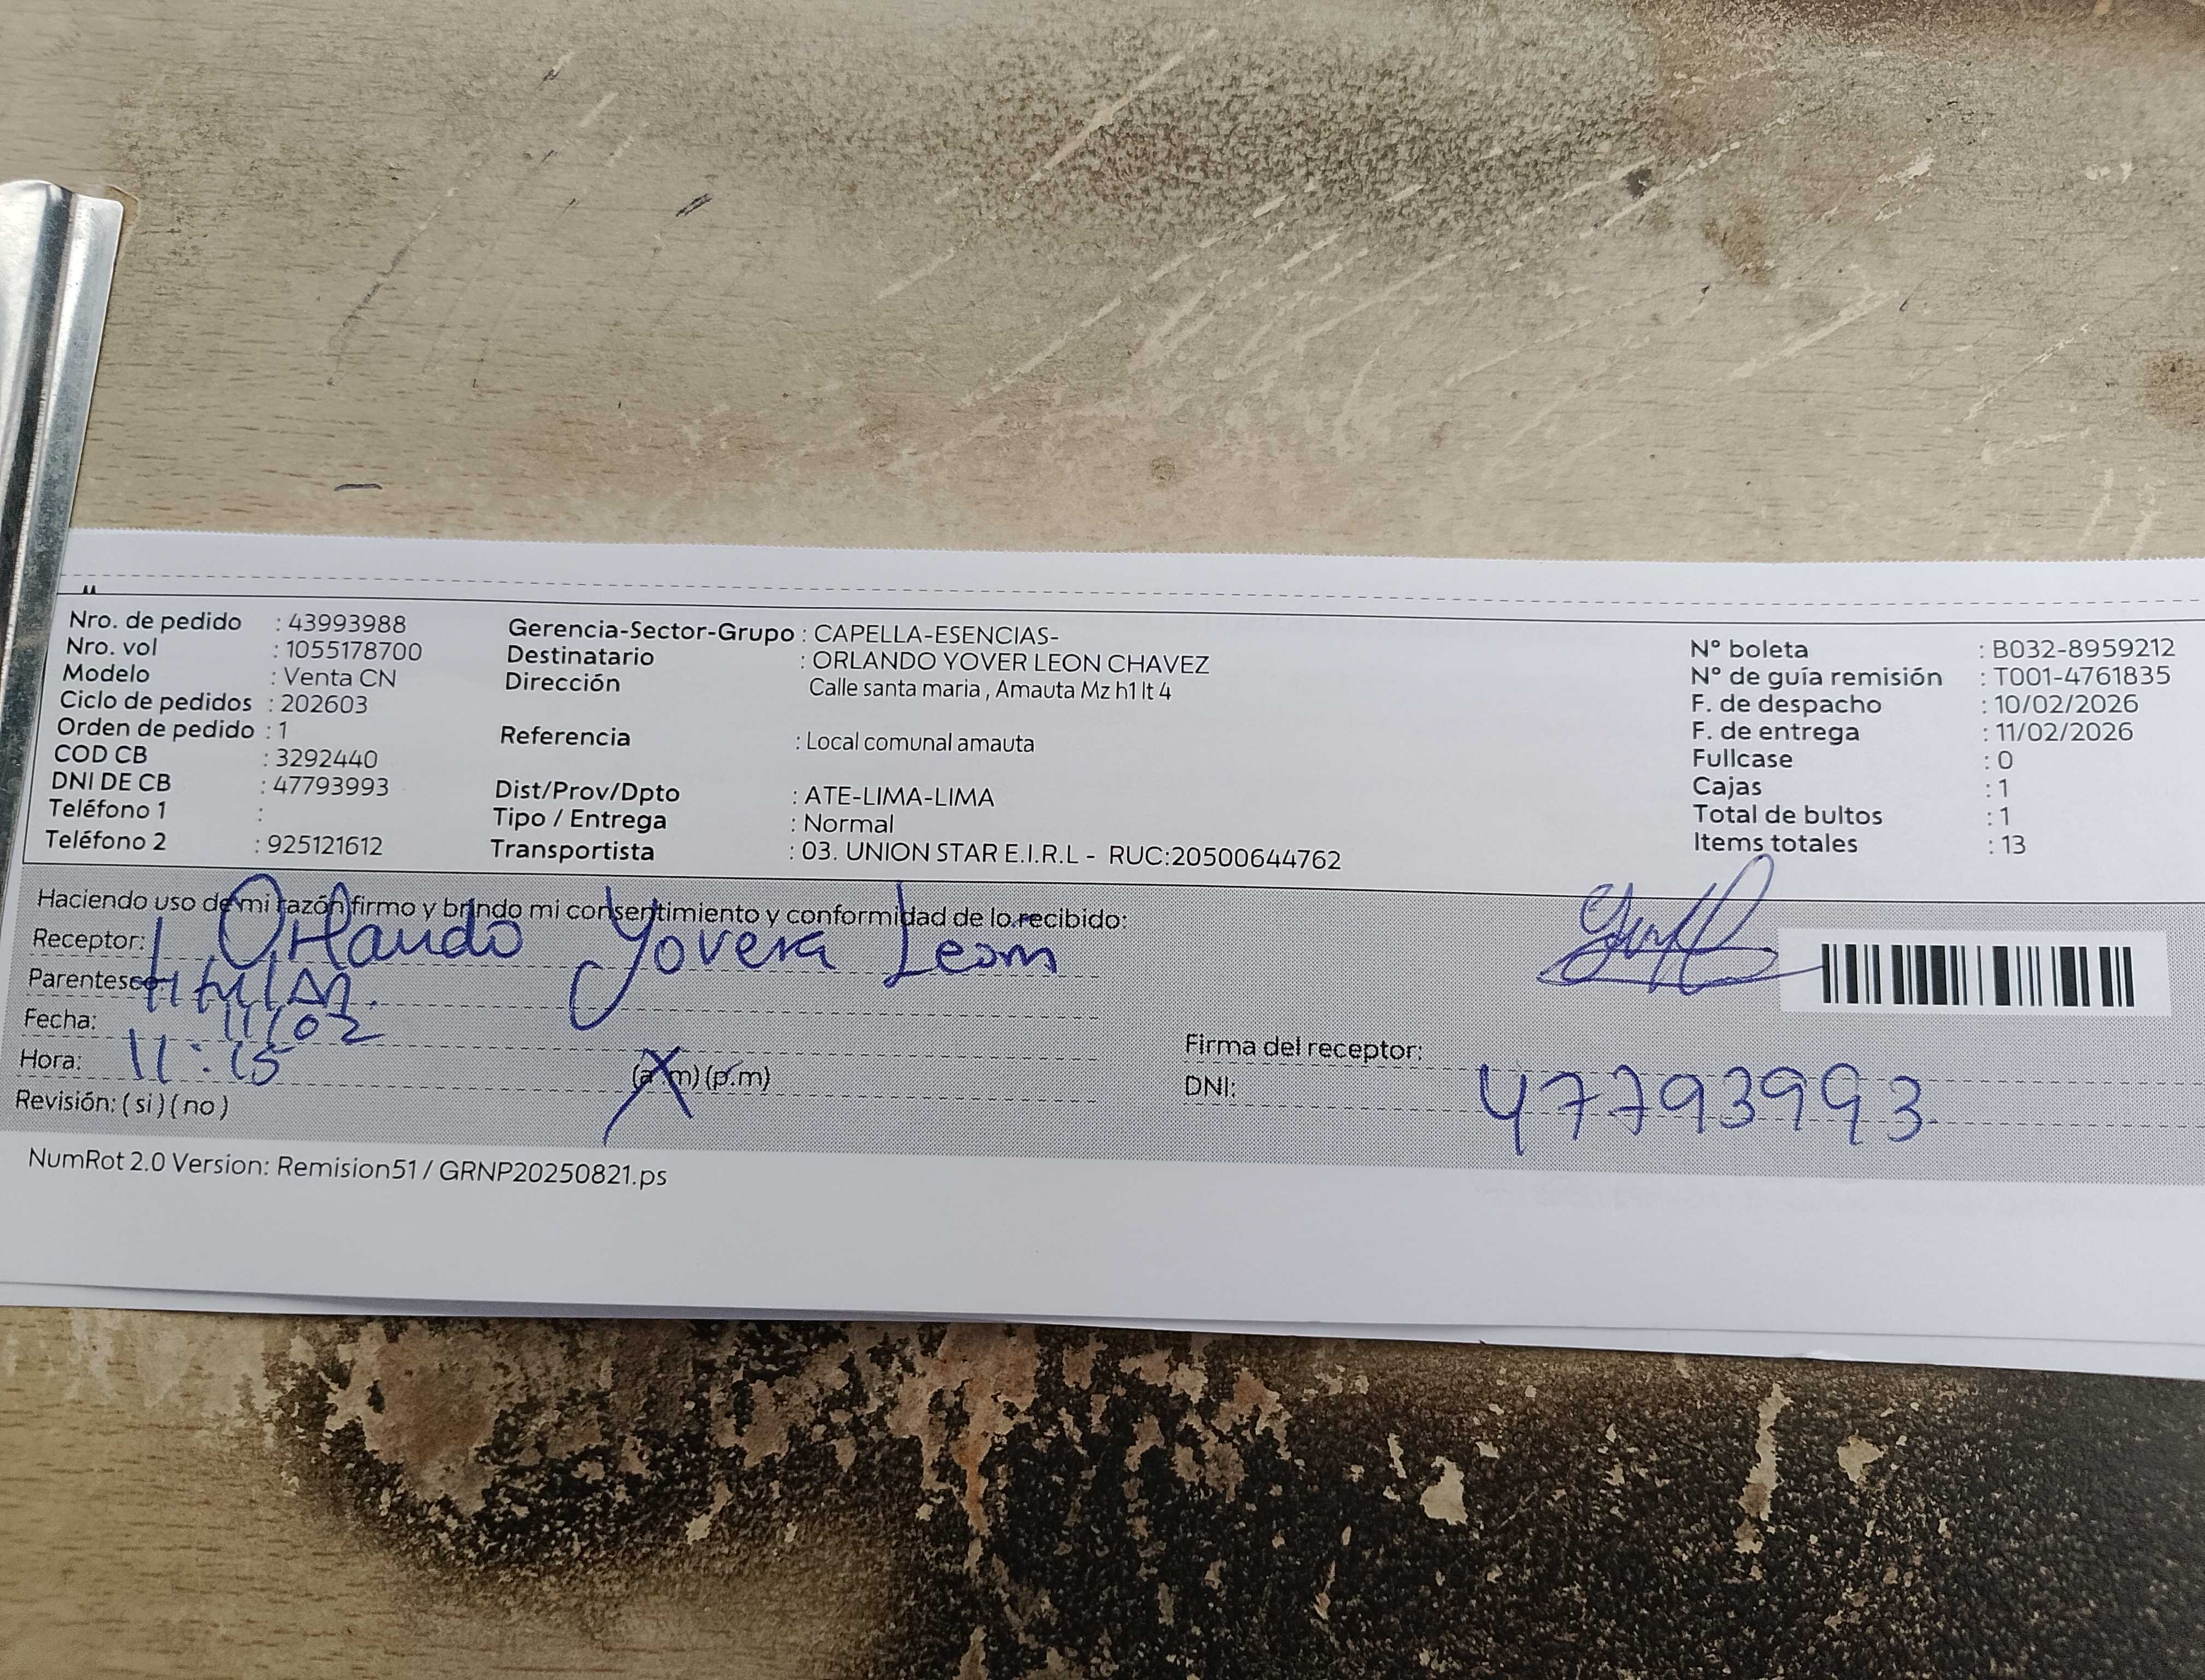 Nro. de pedido : 43993988
Nro. vol : 1055178700
Modelo : Venta CN
Ciclo de pedidos : 202603
Orden de pedido : 1
COD CB : 3292440
DNI DE CB : 47793993
Teléfono 1 :
Teléfono 2 : 925121612
Gerencia-Sector-Grupo : CAPELLA-ESENCIAS-
Destinatario : ORLANDO YOVER LEON CHAVEZ
Dirección Calle santa maria , Amauta Mz h1 lt 4
Referencia : Local comunal amauta
Dist/Prov/Dpto : ATE-LIMA-LIMA
Tipo / Entrega : Normal
Transportista : 03. UNION STAR E.I.R.L - RUC:20500644762
N° boleta : B032-8959212
N° de guía remisión : T001-4761835
F. de despacho : 10/02/2026
F. de entrega : 11/02/2026
Fullcase : 0
Cajas : 1
Total de bultos : 1
Items totales : 13
Haciendo uso de mi razón firmo y brindo mi consentimiento y conformidad de lo recibido:
Receptor: Orlando Yovera Leon
Parentesco: titular.
Fecha: 11/02
Hora: 11:15 (a.m) (p.m)
Revisión: ( si ) ( no )
Firma del receptor:
DNI: 47793993
NumRot 2.0 Version: Remision51 / GRNP20250821.ps